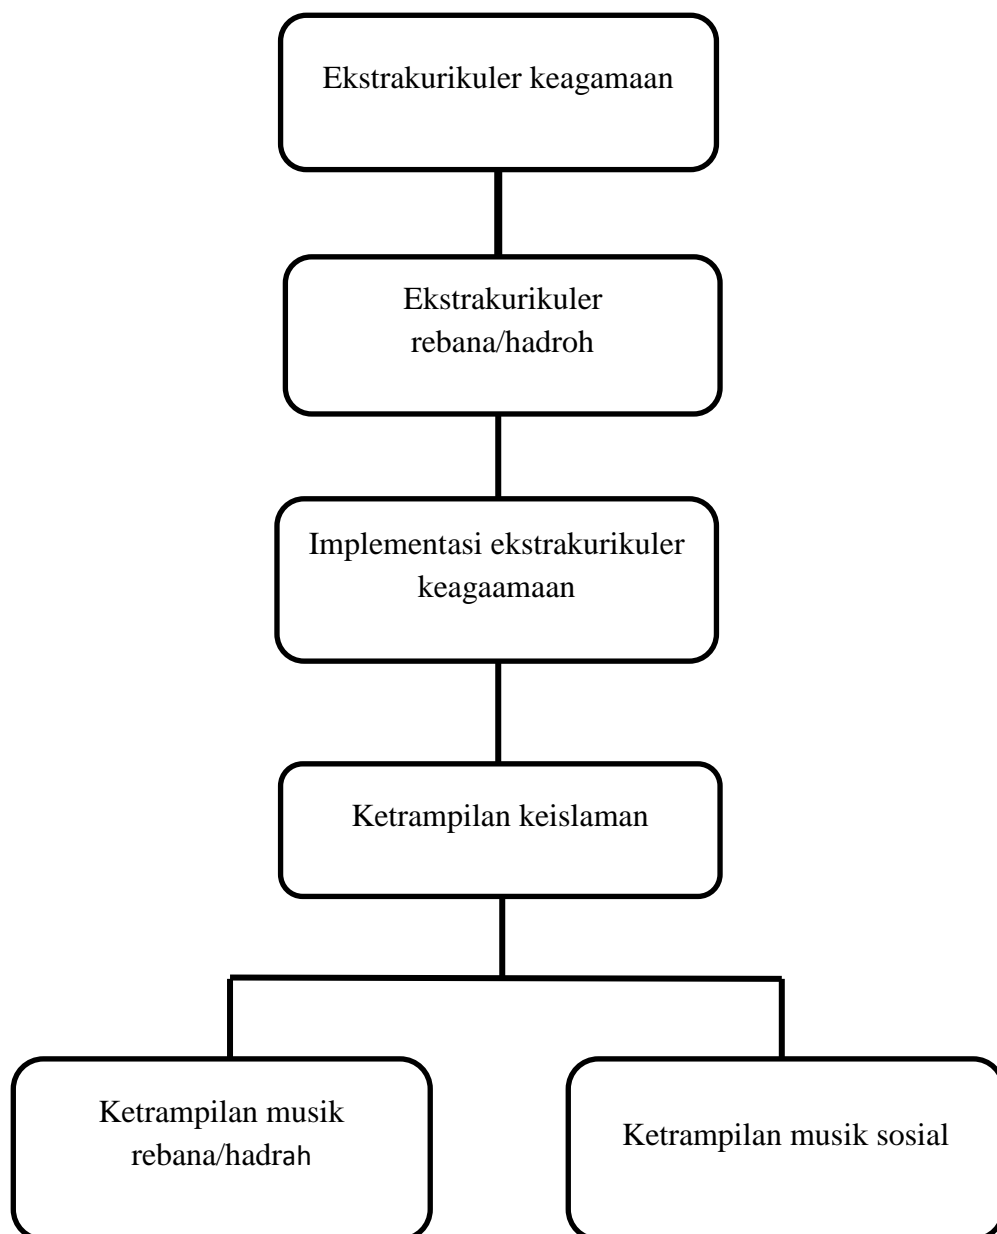 Ekstrakurikuler keagamaan
Ekstrakurikuler
rebana/hadroh
Implementasi ekstrakurikuler
keagaamaan
Ketrampilan keislaman
Ketrampilan musik
rebana/hadrah
Ketrampilan musik sosial